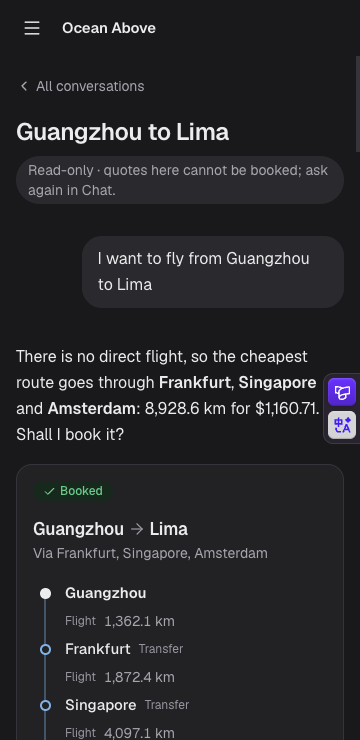 Ocean Above
All conversations
Guangzhou to Lima
Read-only · quotes here cannot be booked; ask
again in Chat.
I want to fly from Guangzhou
to Lima
There is no direct flight, so the cheapest
route goes through Frankfurt, Singapore
and Amsterdam: 8,928.6 km for $1,160.71.
Shall I book it?
Booked
Guangzhou → Lima
Via Frankfurt, Singapore, Amsterdam
Guangzhou
Flight 1,362.1 km
Frankfurt Transfer
Flight 1,872.4 km
Singapore Transfer
Flight 4,097.1 km